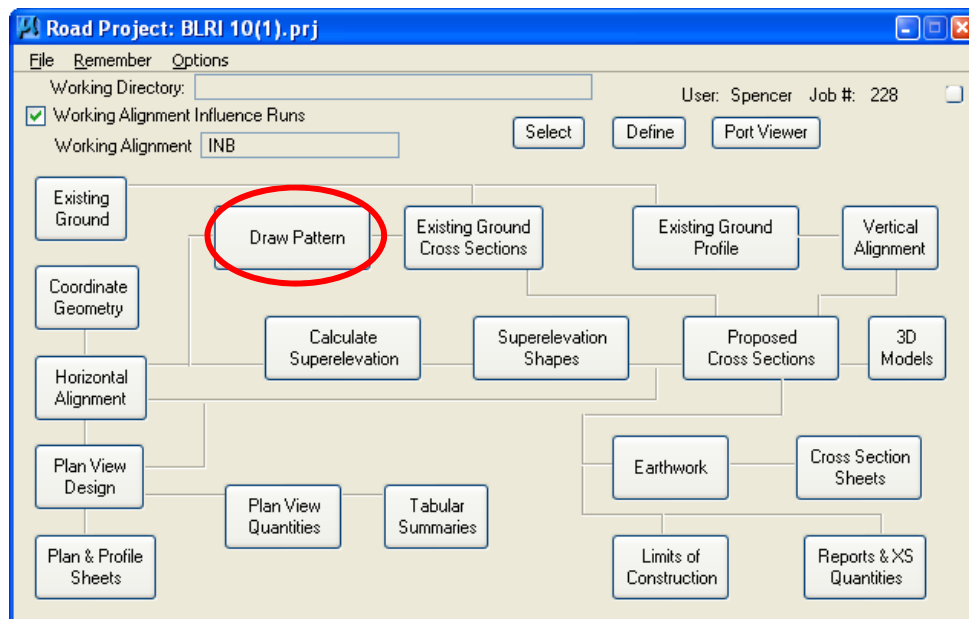 Road Project: BLRI 10(1).prj
File Remember Options
Working Directory:
User: Spencer Job #: 228
Working Alignment Influence Runs
Working Alignment INB
Select Define Port Viewer
Existing
Ground
Draw Pattern
Existing Ground
Cross Sections
Existing Ground
Profile
Vertical
Alignment
Coordinate
Geometry
Calculate
Superelevation
Superelevation
Shapes
Proposed
Cross Sections
3D
Models
Horizontal
Alignment
Plan View
Design
Earthwork
Cross Section
Sheets
Plan View
Quantities
Tabular
Summaries
Plan & Profile
Sheets
Limits of
Construction
Reports & XS
Quantities